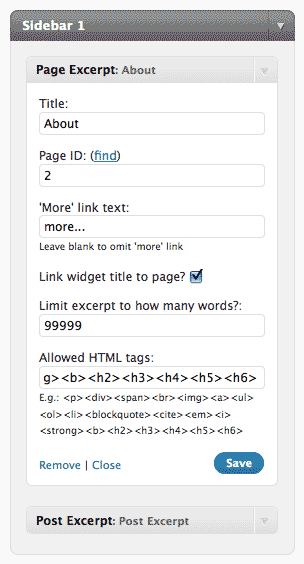 Sidebar 1
Page Excerpt: About
Title:
About
Page ID: (find)
2
'More' link text:
more...
Leave blank to omit 'more' link
Link widget title to page?
Limit excerpt to how many words?:
99999
Allowed HTML tags:
g><b><h2><h3><h4><h5><h6>
E.g.: <p><div><span><br><img><a><ul>
<ol><li><blockquote><cite><em><i>
<strong><b><h2><h3><h4><h5><h6>
Remove | Close
Save
Post Excerpt: Post Excerpt